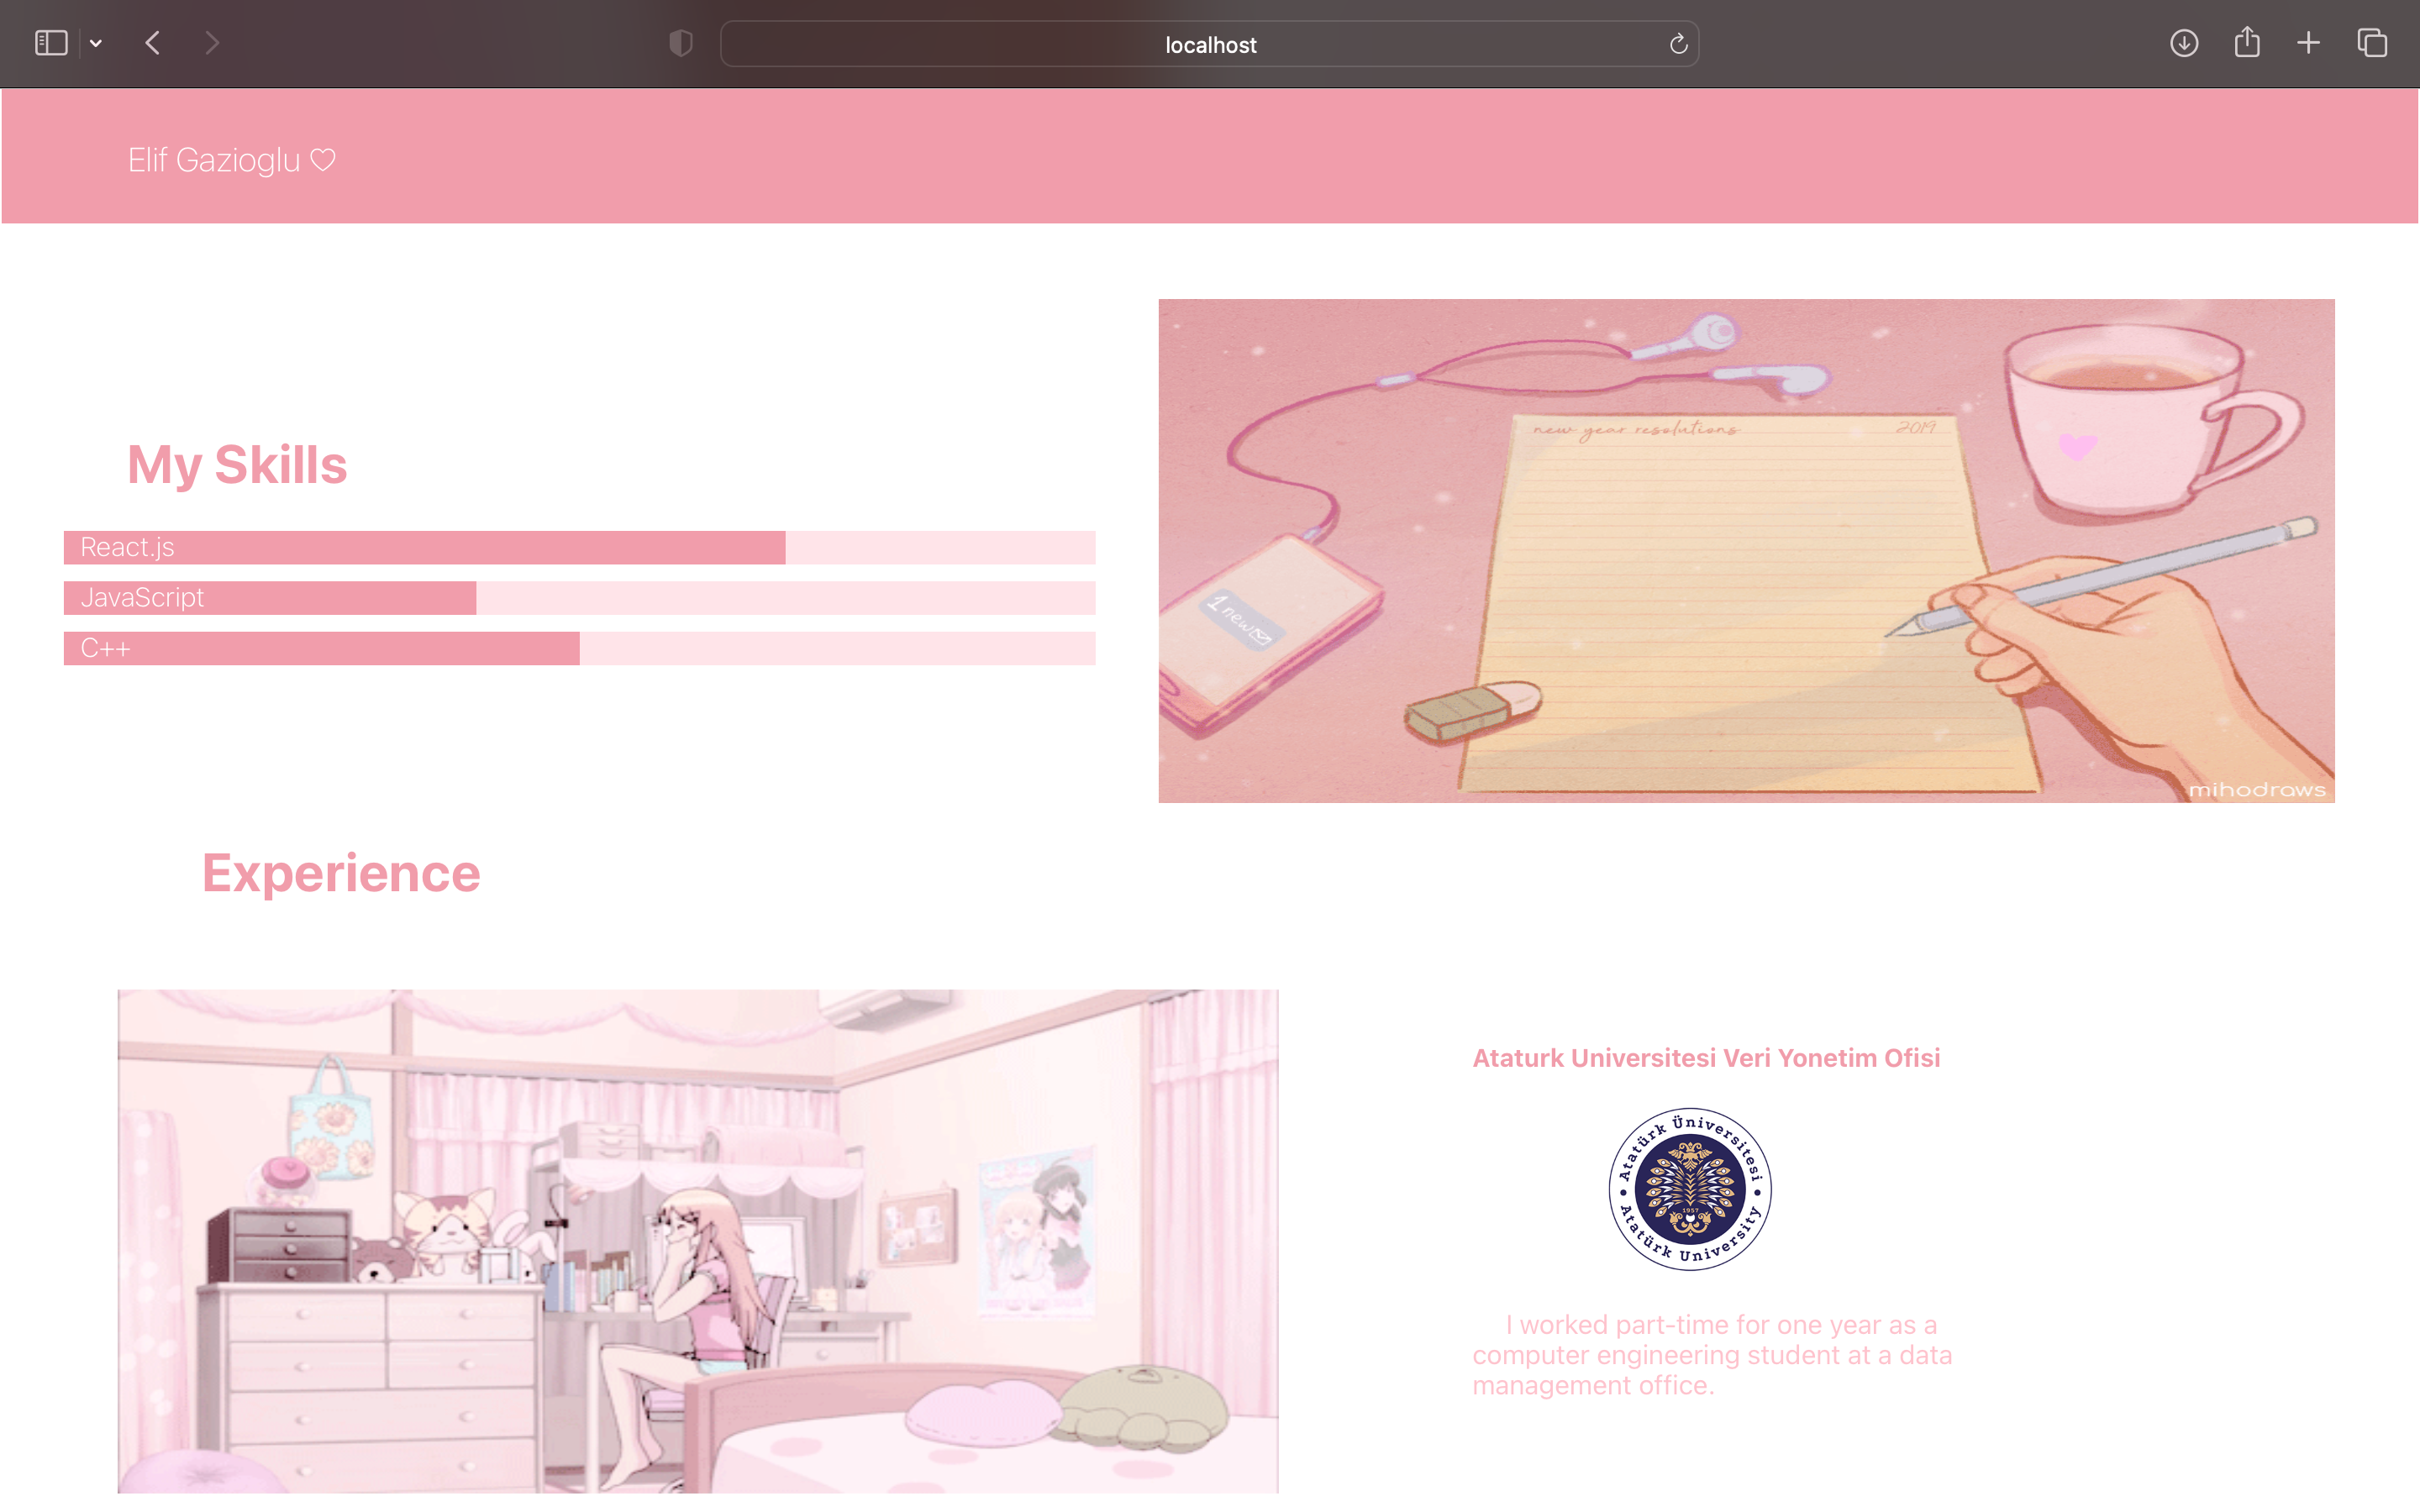 localhost
Elif Gazioglu ♡
My Skills
React.js
JavaScript
C++
new year resolutions 2019
1 new
mihodraws
Experience
Ataturk Universitesi Veri Yonetim Ofisi
Atatürk Üniversitesi
1957
Atatürk University
I worked part-time for one year as a
computer engineering student at a data
management office.